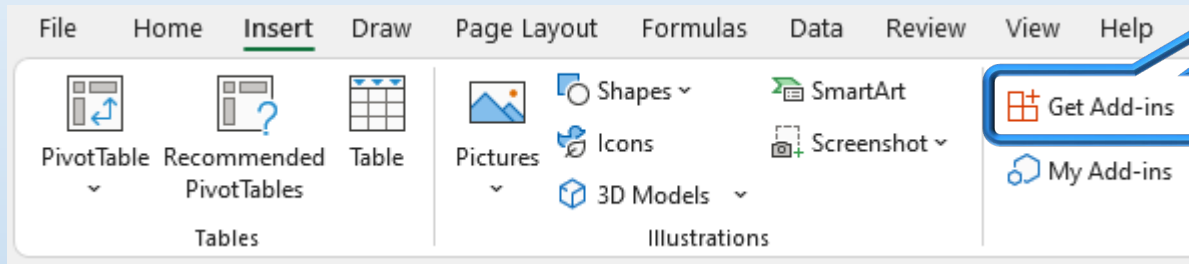 File Home Insert Draw Page Layout Formulas Data Review View Help
PivotTable
Recommended
PivotTables
Table
Pictures
Shapes
Icons
3D Models
SmartArt
Screenshot
Get Add-ins
My Add-ins
Tables
Illustrations